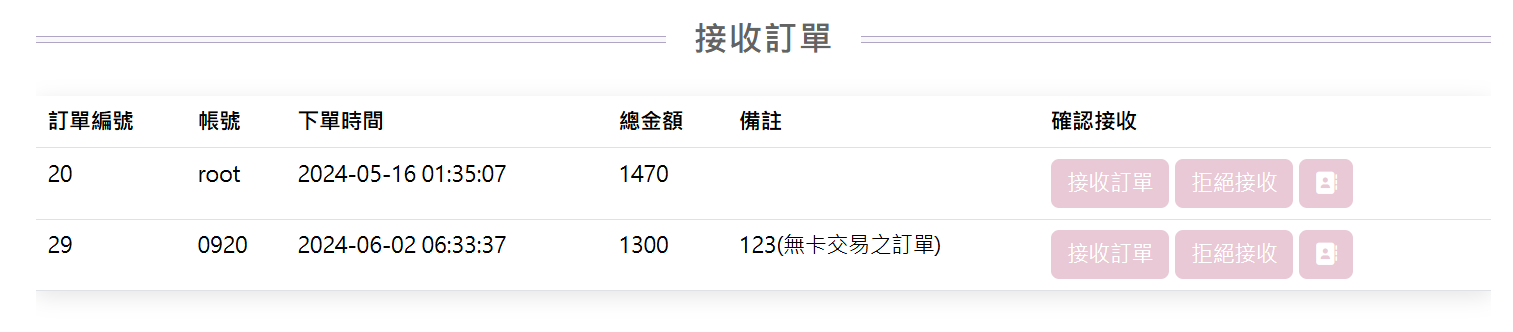 接收訂單
訂單編號 帳號 下單時間 總金額 備註 確認接收
20 root 2024-05-16 01:35:07 1470 接收訂單 拒絕接收
29 0920 2024-06-02 06:33:37 1300 123(無卡交易之訂單) 接收訂單 拒絕接收